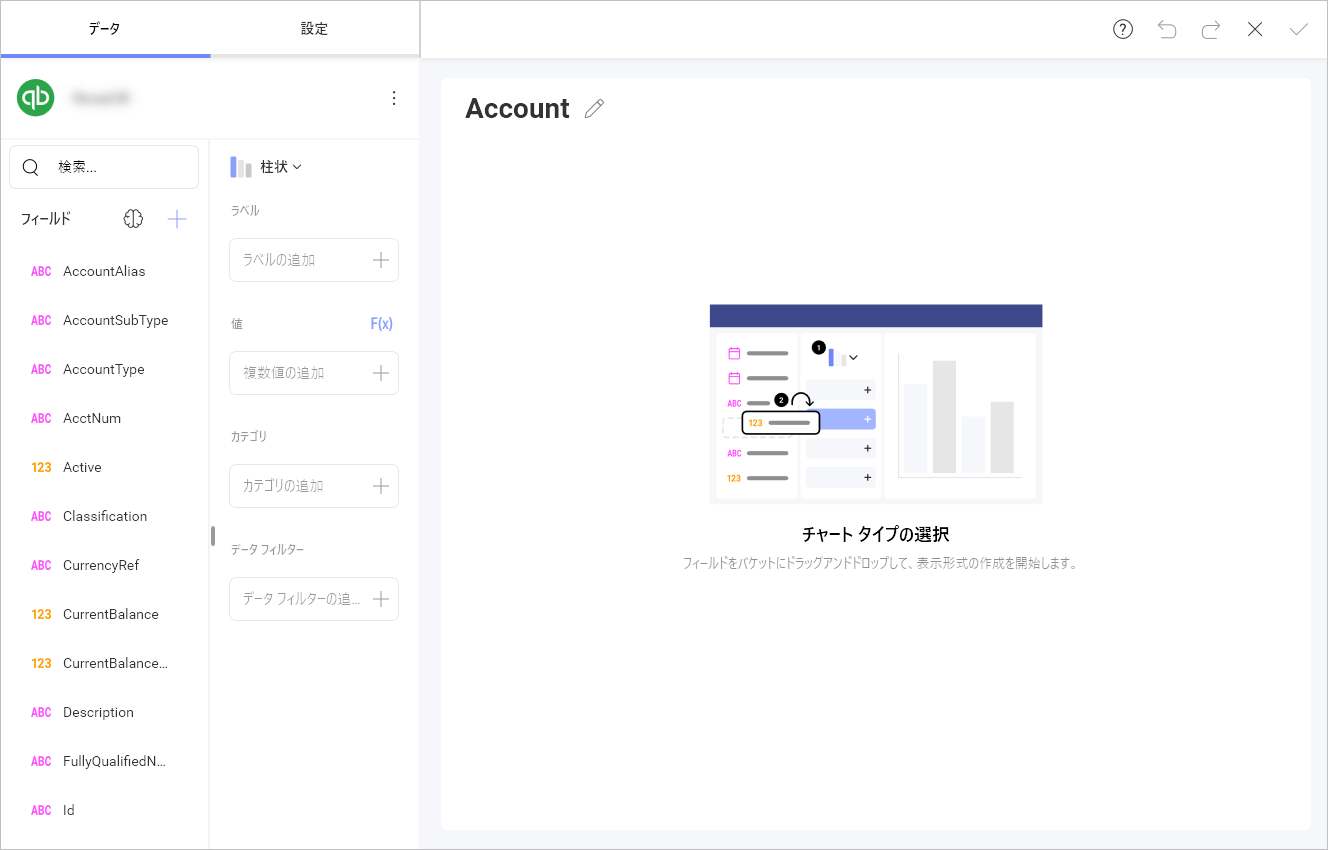 データ
設定
qb
検索...
フィールド
ABC AccountAlias
ABC AccountSubType
ABC AccountType
ABC AcctNum
123 Active
ABC Classification
ABC CurrencyRef
123 CurrentBalance
123 CurrentBalance...
ABC Description
ABC FullyQualifiedN...
ABC Id
柱状
ラベル
ラベルの追加
値 F(x)
複数値の追加
カテゴリ
カテゴリの追加
データ フィルター
データ フィルターの追...
?
Account
1
ABC 2
123
ABC
123
チャート タイプの選択
フィールドをバケットにドラッグアンドドロップして、表示形式の作成を開始します。